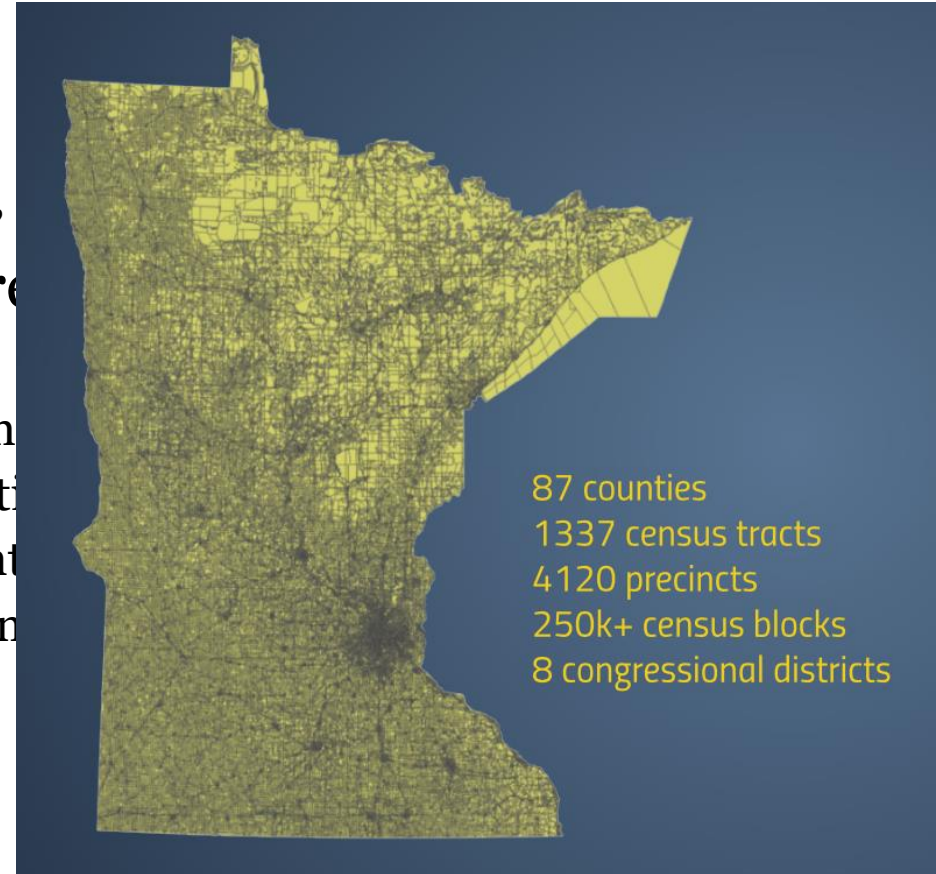 87 counties
1337 census tracts
4120 precincts
250k+ census blocks
8 congressional districts